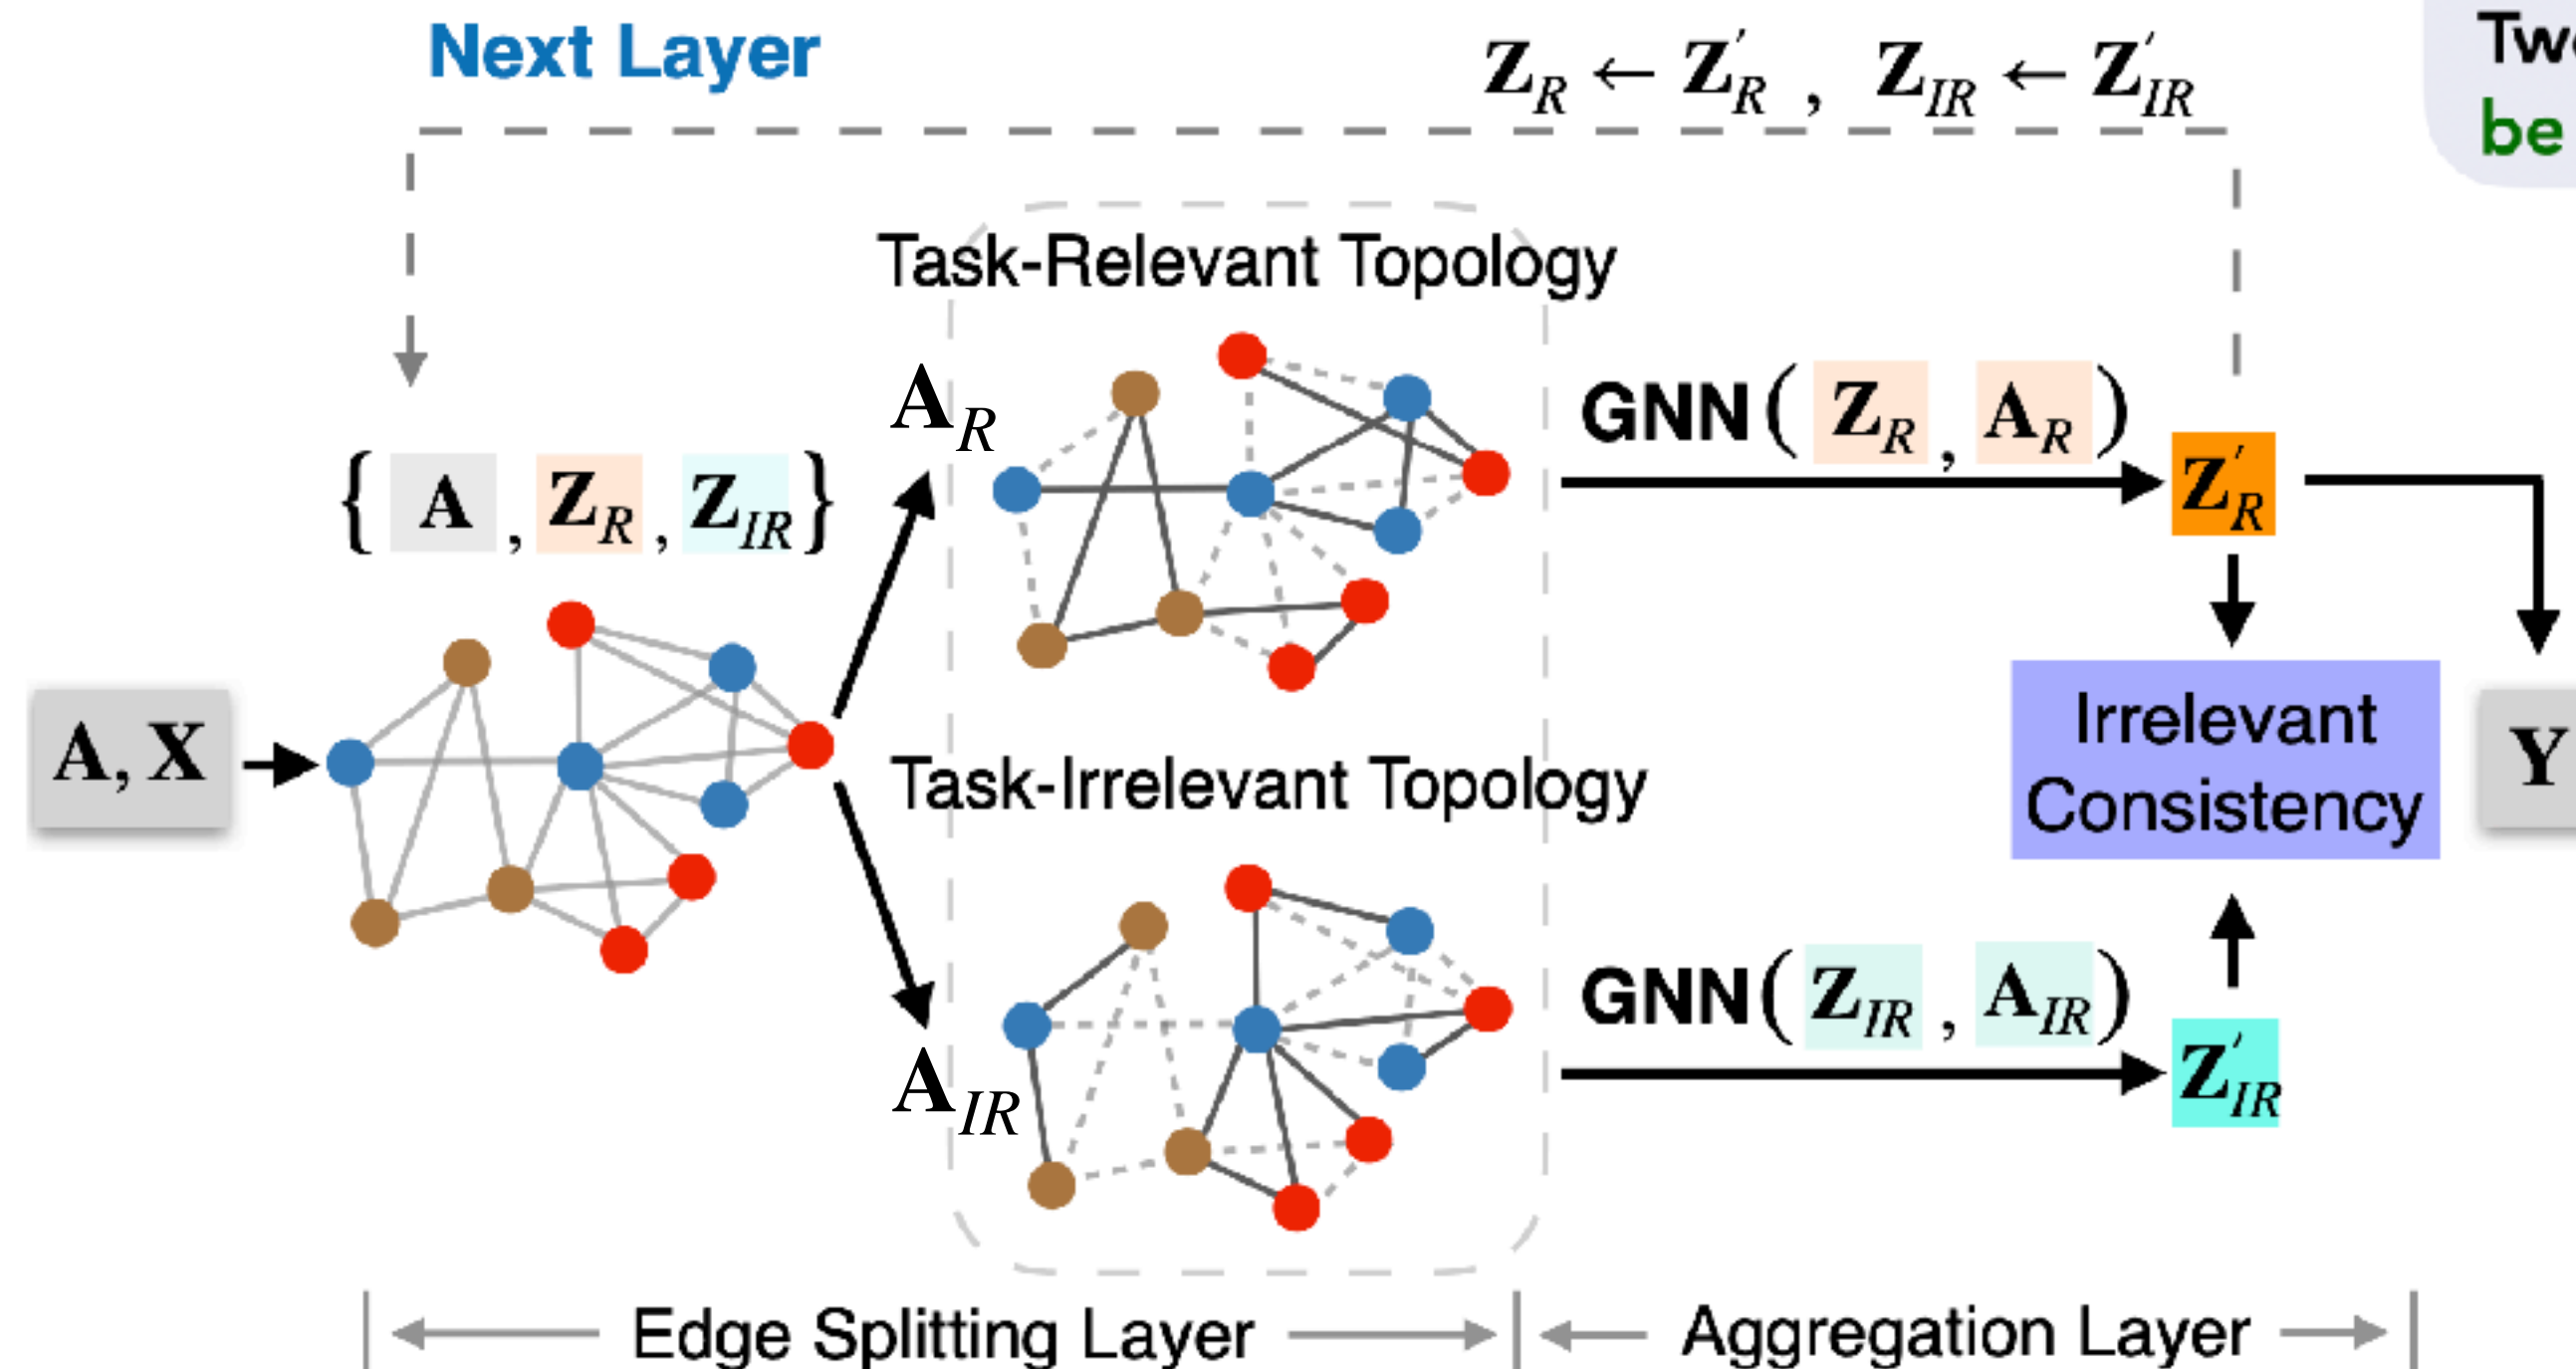 Next Layer
Z_R ← Z'_R , Z_IR ← Z'_IR
be
Task-Relevant Topology
A_R
GNN( Z_R , A_R )
{ A , Z_R , Z_IR }
Z'_R
A, X
Irrelevant
Consistency
Y
Task-Irrelevant Topology
A_IR
GNN( Z_IR , A_IR )
Z'_IR
Edge Splitting Layer
Aggregation Layer